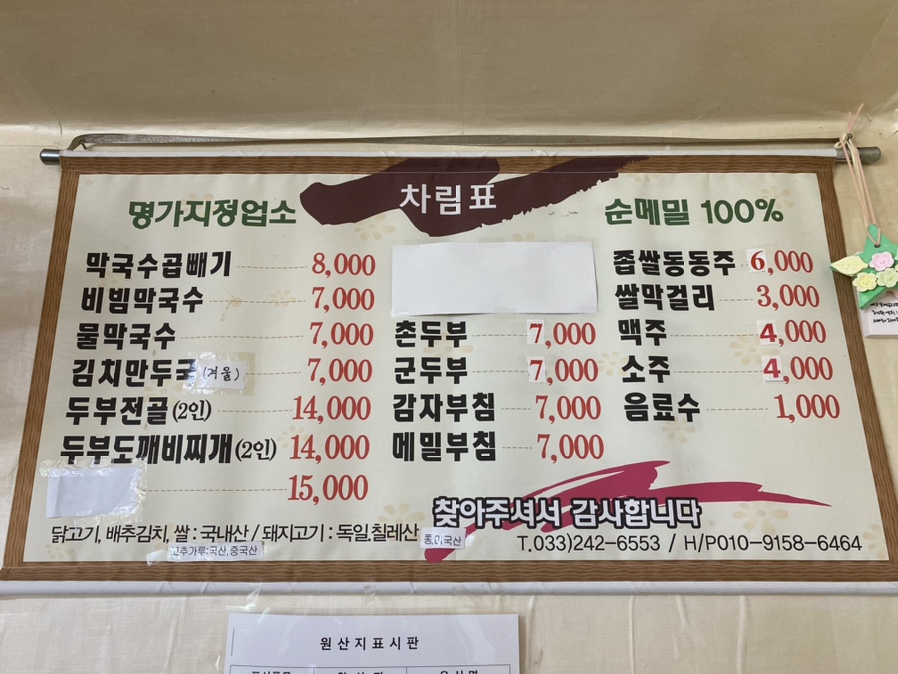 차림표
명가지정업소
순메밀 100%
막국수곱빼기 8,000
비빔막국수 7,000
물막국수 7,000
김치만두국 (겨울) 7,000
두부전골 (2인) 14,000
두부도깨비찌개 (2인) 14,000
15,000
촌두부 7,000
군두부 7,000
감자부침 7,000
메밀부침 7,000
좁쌀동동주 6,000
쌀막걸리 3,000
맥주 4,000
소주 4,000
음료수 1,000
찾아주셔서 감사합니다
닭고기, 배추김치, 쌀 : 국내산 / 돼지고기 : 독일,칠레산
고추가루:국산,중국산
T.033)242-6553 / H/P010-9158-6464
원산지표시판